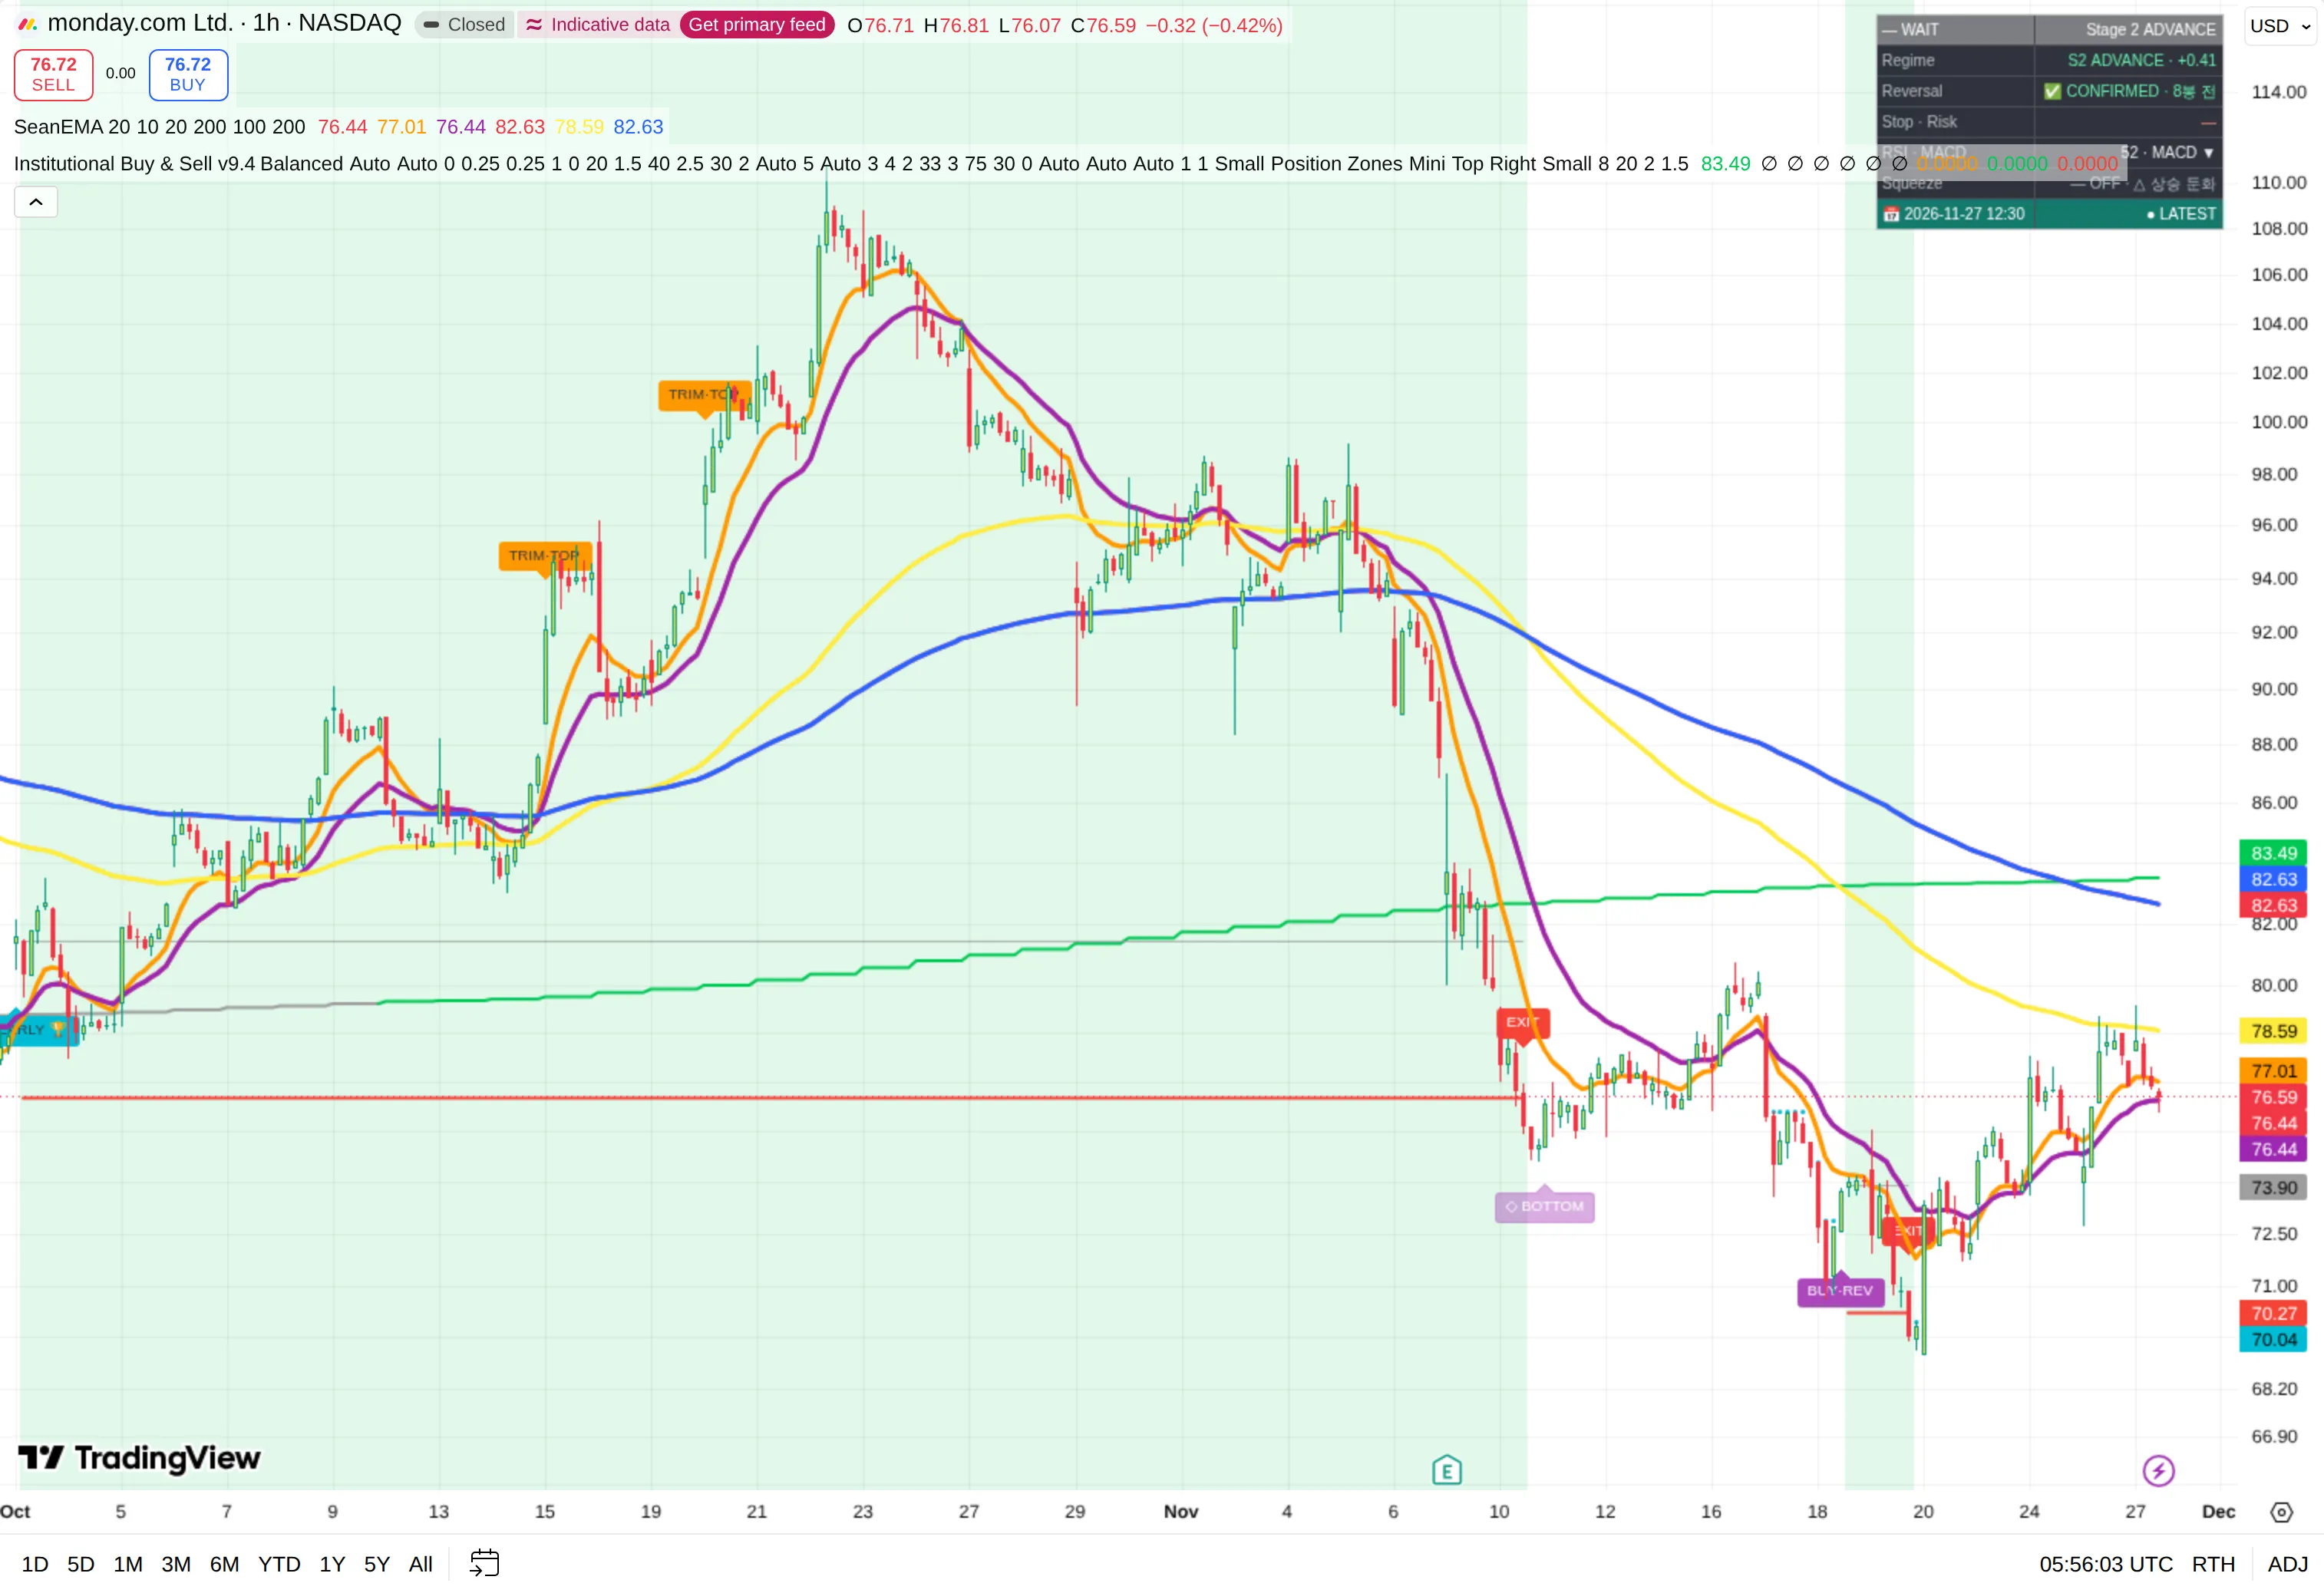 monday.com Ltd. · 1h · NASDAQ Closed Indicative data Get primary feed O76.71 H76.81 L76.07 C76.59 −0.32 (−0.42%)
76.72 SELL
0.00
76.72 BUY
SeanEMA 20 10 20 200 100 200 76.44 77.01 76.44 82.63 78.59 82.63
Institutional Buy & Sell v9.4 Balanced Auto Auto 0 0.25 0.25 1 0 20 1.5 40 2.5 30 2 Auto 5 Auto 3 4 2 33 3 75 30 0 Auto Auto Auto 1 1 Small Position Zones Mini Top Right Small 8 20 2 1.5 83.49 ∅ ∅ ∅ ∅ ∅ ∅ 0.0000 0.0000 0.0000
— WAIT Stage 2 ADVANCE
Regime S2 ADVANCE · +0.41
Reversal ✅ CONFIRMED · 8봉 전
Stop · Risk —
RSI · MACD 52 · MACD ▼
Squeeze — OFF · △ 상승 둔화
📅 2026-11-27 12:30 ● LATEST
USD
114.00
110.00
108.00
106.00
104.00
102.00
100.00
98.00
96.00
94.00
92.00
90.00
88.00
86.00
83.49
82.63
82.63
82.00
80.00
78.59
77.01
76.59
76.44
76.44
73.90
72.50
71.00
70.27
70.04
68.20
66.90
TRIM-TOP
TRIM-TOP
RLY 🏆
EXIT
◇ BOTTOM
EXIT
BUY-REV
E
TradingView
Oct 5 7 9 13 15 19 21 23 27 29 Nov 4 6 10 12 16 18 20 24 27 Dec
1D 5D 1M 3M 6M YTD 1Y 5Y All
05:56:03 UTC RTH ADJ